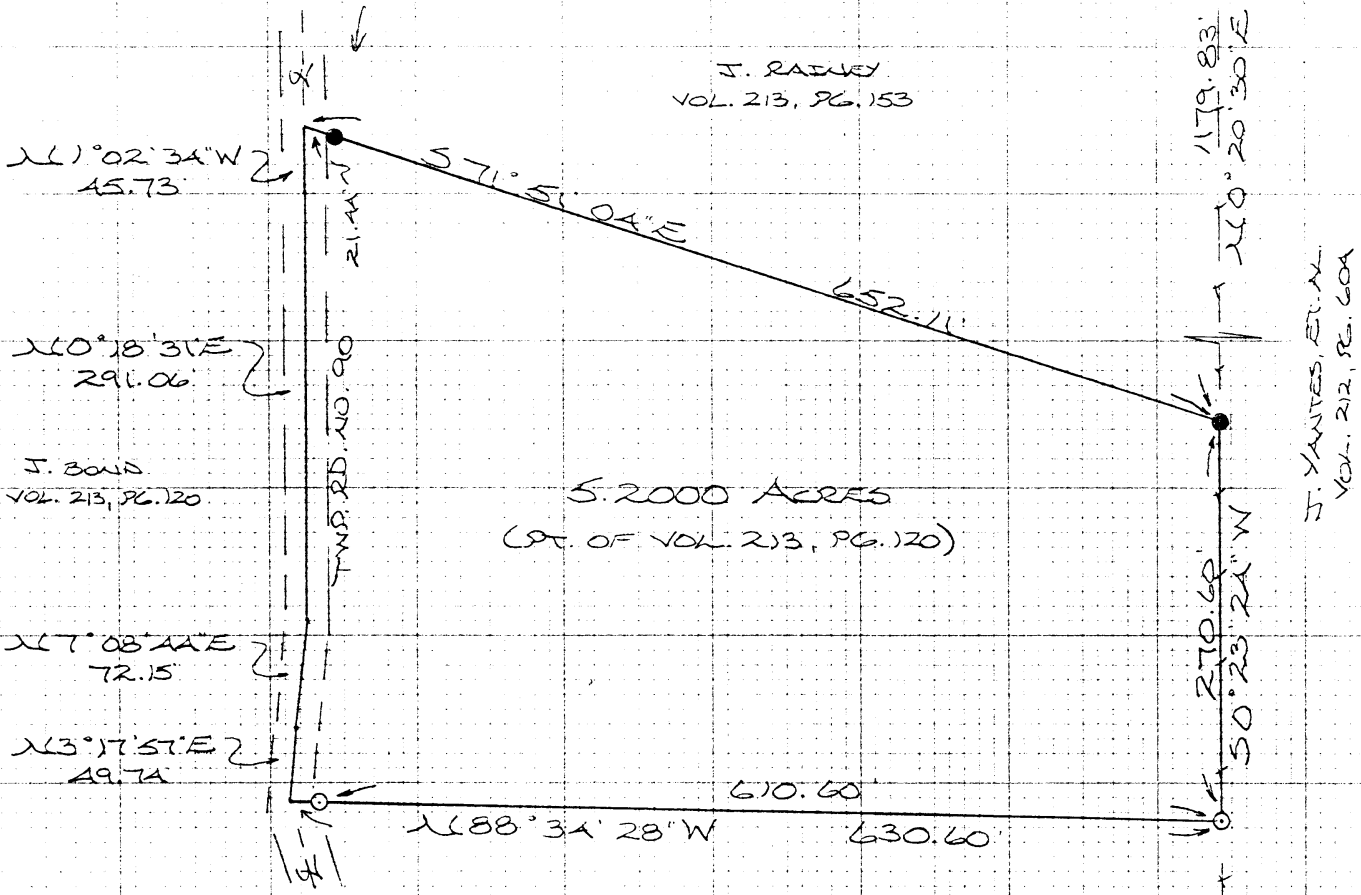 J. RAINEY
VOL. 213, PG. 153
1179.83'
N 0° 20' 30" E
N 1° 02' 34" W
45.73'
S 71° 51' 04" E
652.11'
21.44'
N 0° 18' 31" E
291.06'
TWP. RD. NO. 90
J. YANTES, ET. AL.
VOL. 212, PG. 604
J. BOND
VOL. 213, PG. 120
5.2000 ACRES
(PT. OF VOL. 213, PG. 120)
270.60'
S 0° 23' 24" W
N 7° 08' 44" E
72.15'
N 3° 17' 57" E
49.74'
610.60'
N 88° 34' 28" W
630.60'